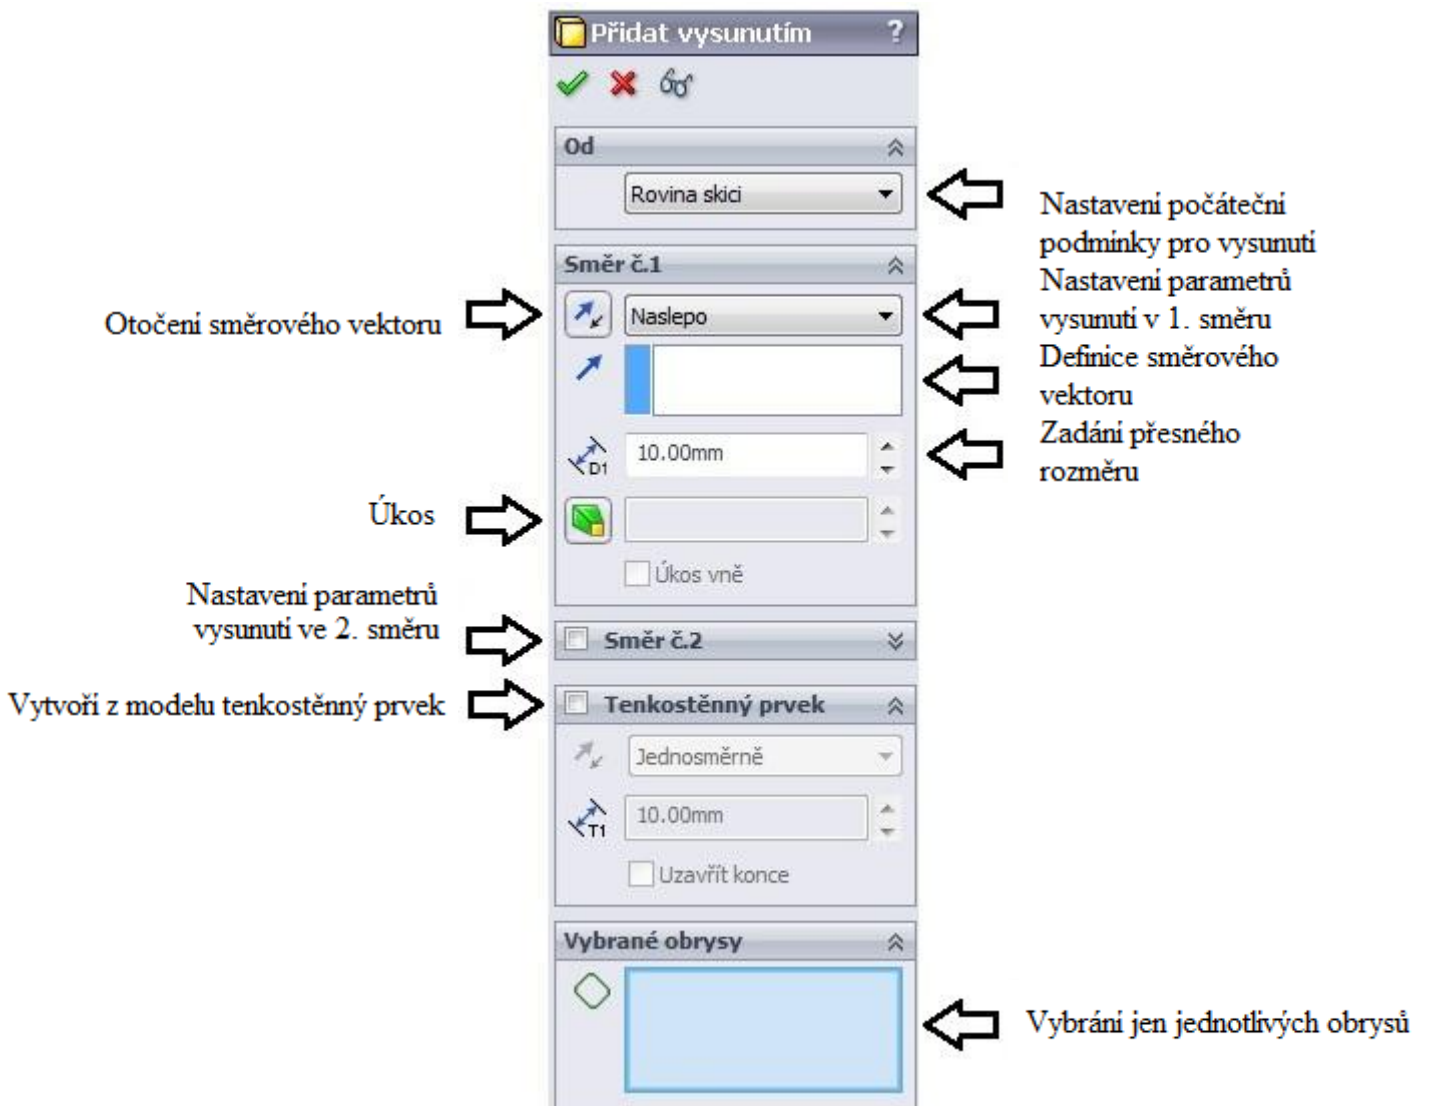 Přidat vysunutím ?
Od
Rovina skici
Nastavení počáteční
podmínky pro vysunutí
Směr č.1
Otočení směrového vektoru
Naslepo
Nastavení parametrů
vysunutí v 1. směru
Definice směrového
vektoru
D1
10.00mm
Zadání přesného
rozměru
Úkos
Úkos vně
Nastavení parametrů
vysunutí ve 2. směru
Směr č.2
Vytvoří z modelu tenkostěnný prvek
Tenkostěnný prvek
Jednosměrně
T1
10.00mm
Uzavřít konce
Vybrané obrysy
Vybrání jen jednotlivých obrysů